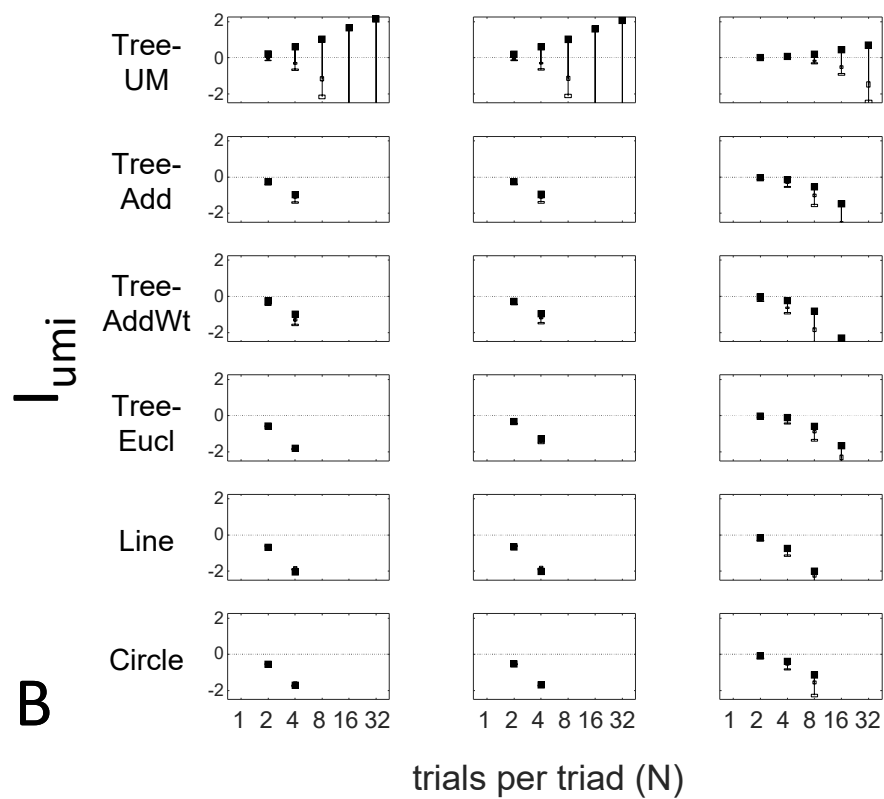 Tree-
UM
2
0
-2
Tree-
Add
2
0
-2
Tree-
AddWt
2
0
-2
Tree-
Eucl
2
0
-2
Line
2
0
-2
Circle
2
0
-2
I umi
B
1 2 4 8 16 32 1 2 4 8 16 32 1 2 4 8 16 32
trials per triad (N)